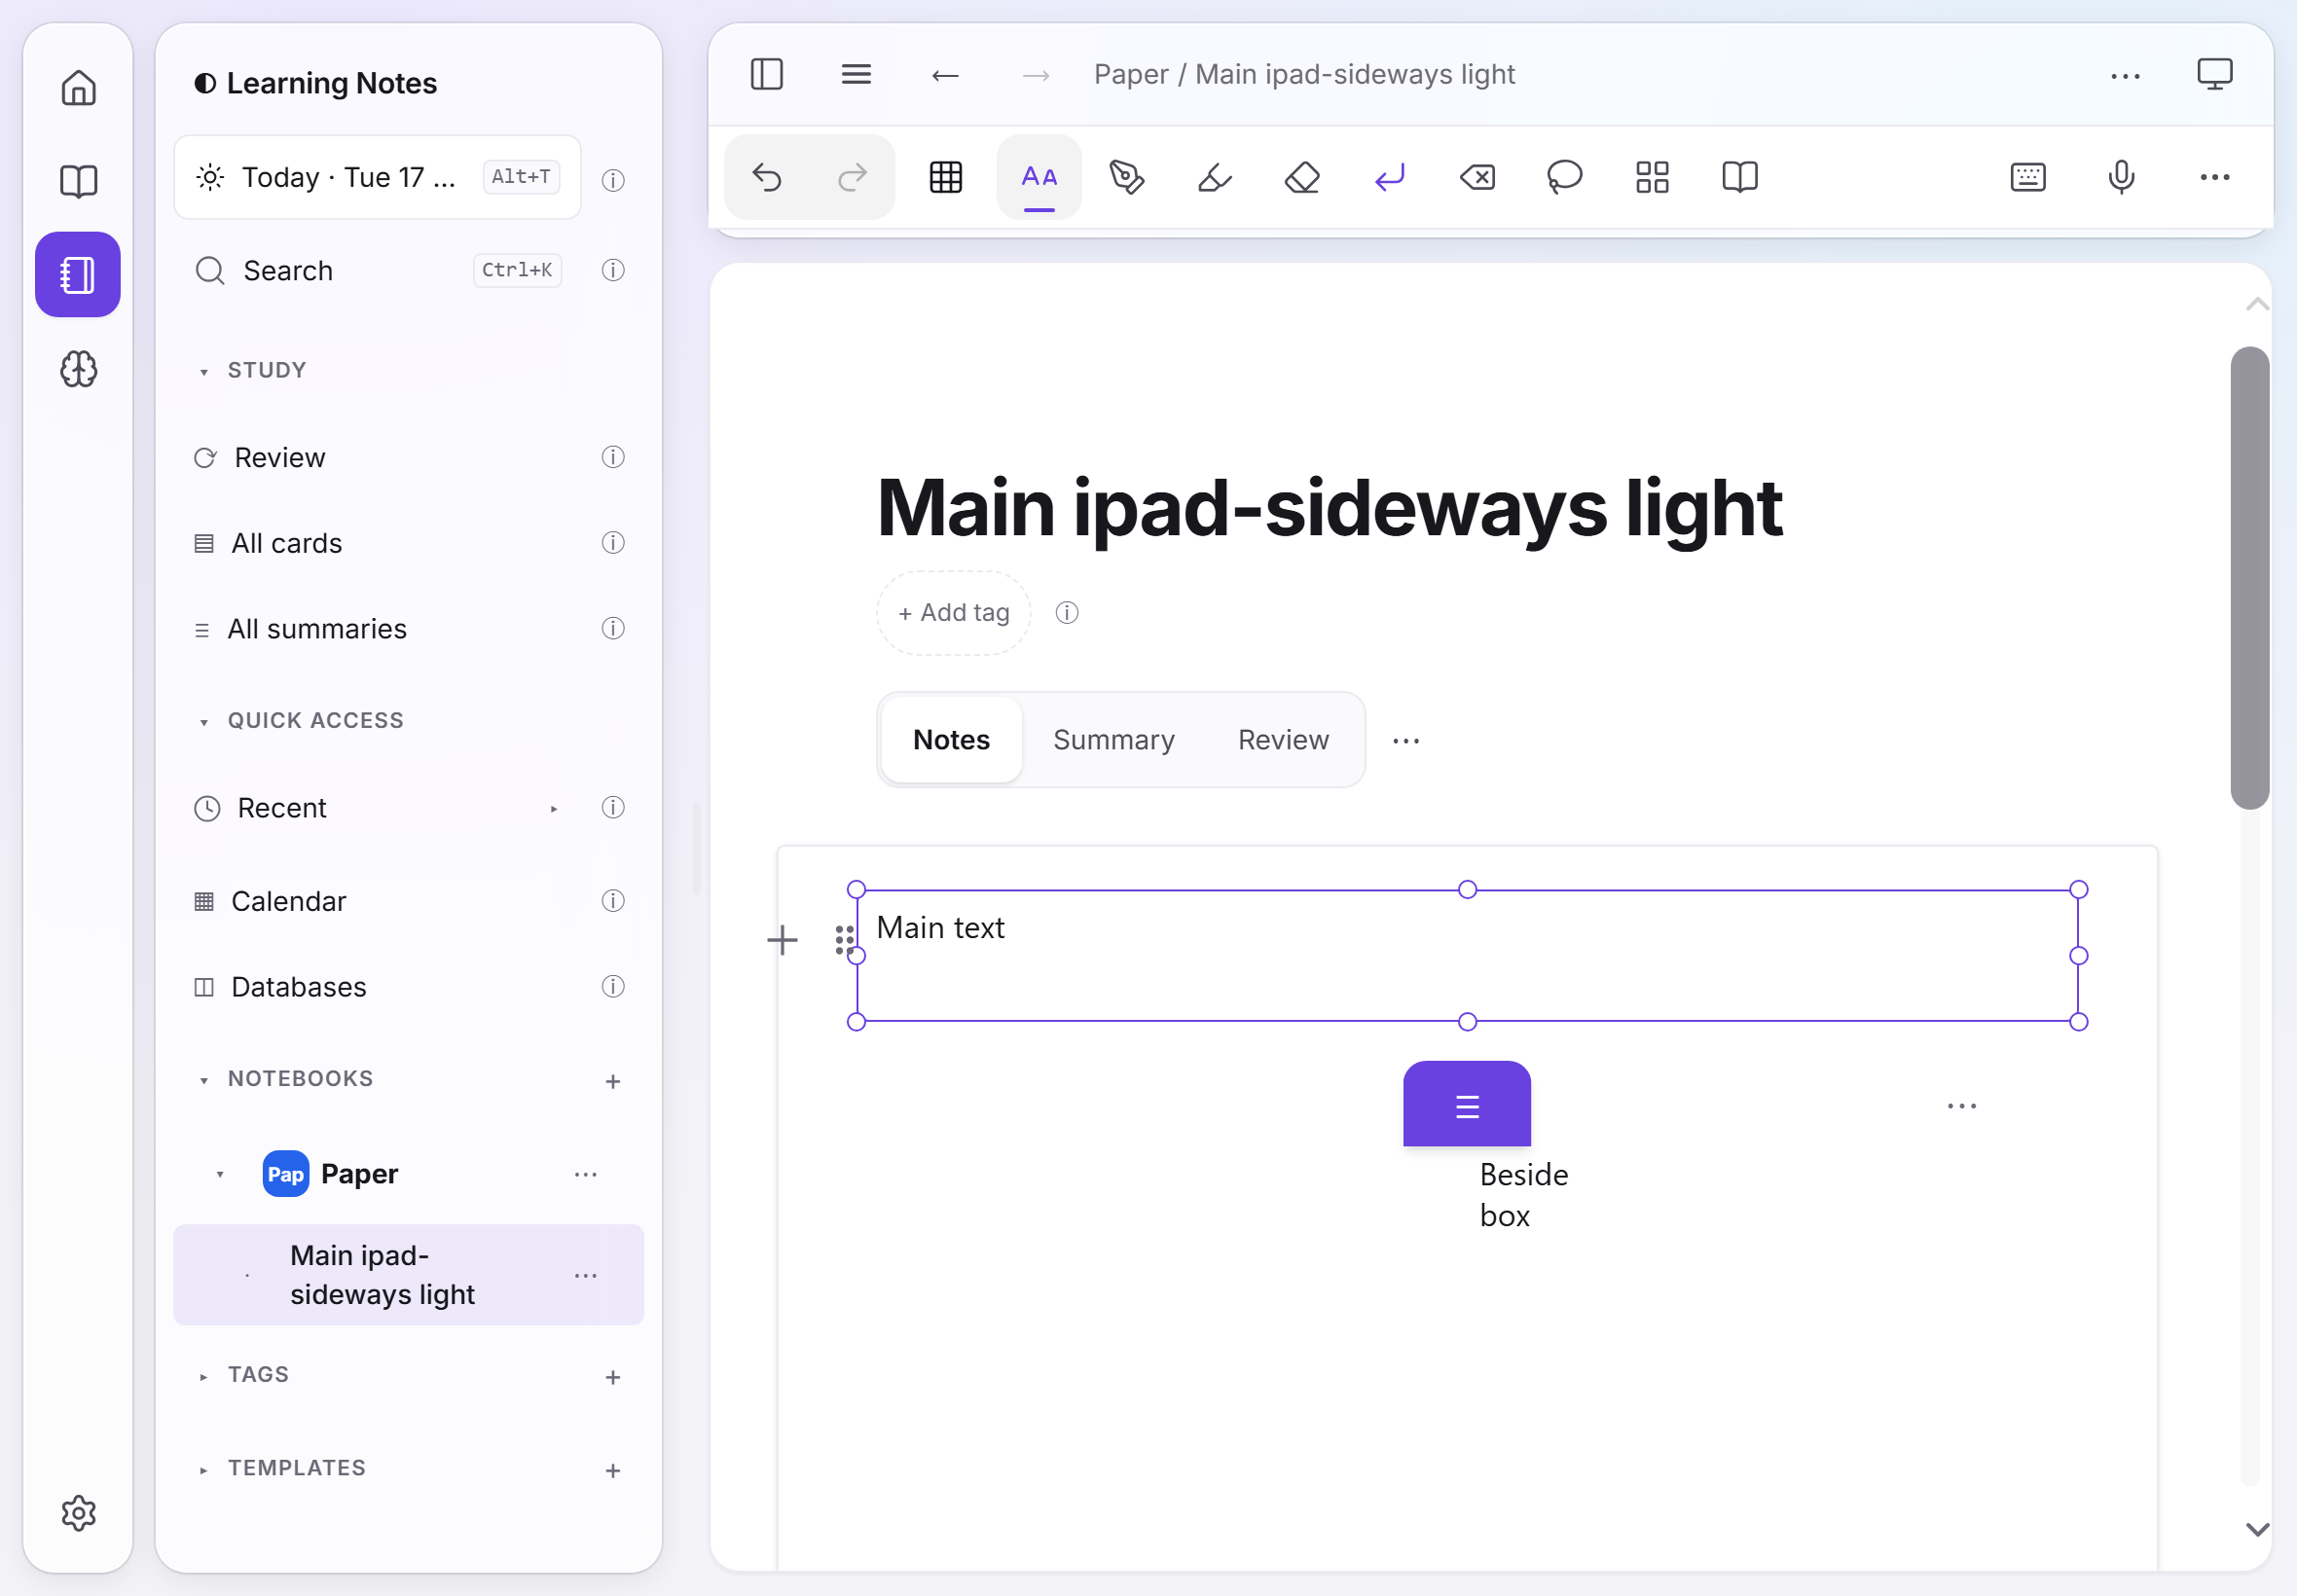 Learning Notes
Today · Tue 17 ... Alt+T
Search Ctrl+K
STUDY
Review
All cards
All summaries
QUICK ACCESS
Recent
Calendar
Databases
NOTEBOOKS
Pap Paper
Main ipad-
sideways light
TAGS
TEMPLATES
Paper / Main ipad-sideways light
AA
Main ipad-sideways light
+ Add tag
Notes Summary Review
Main text
Beside
box